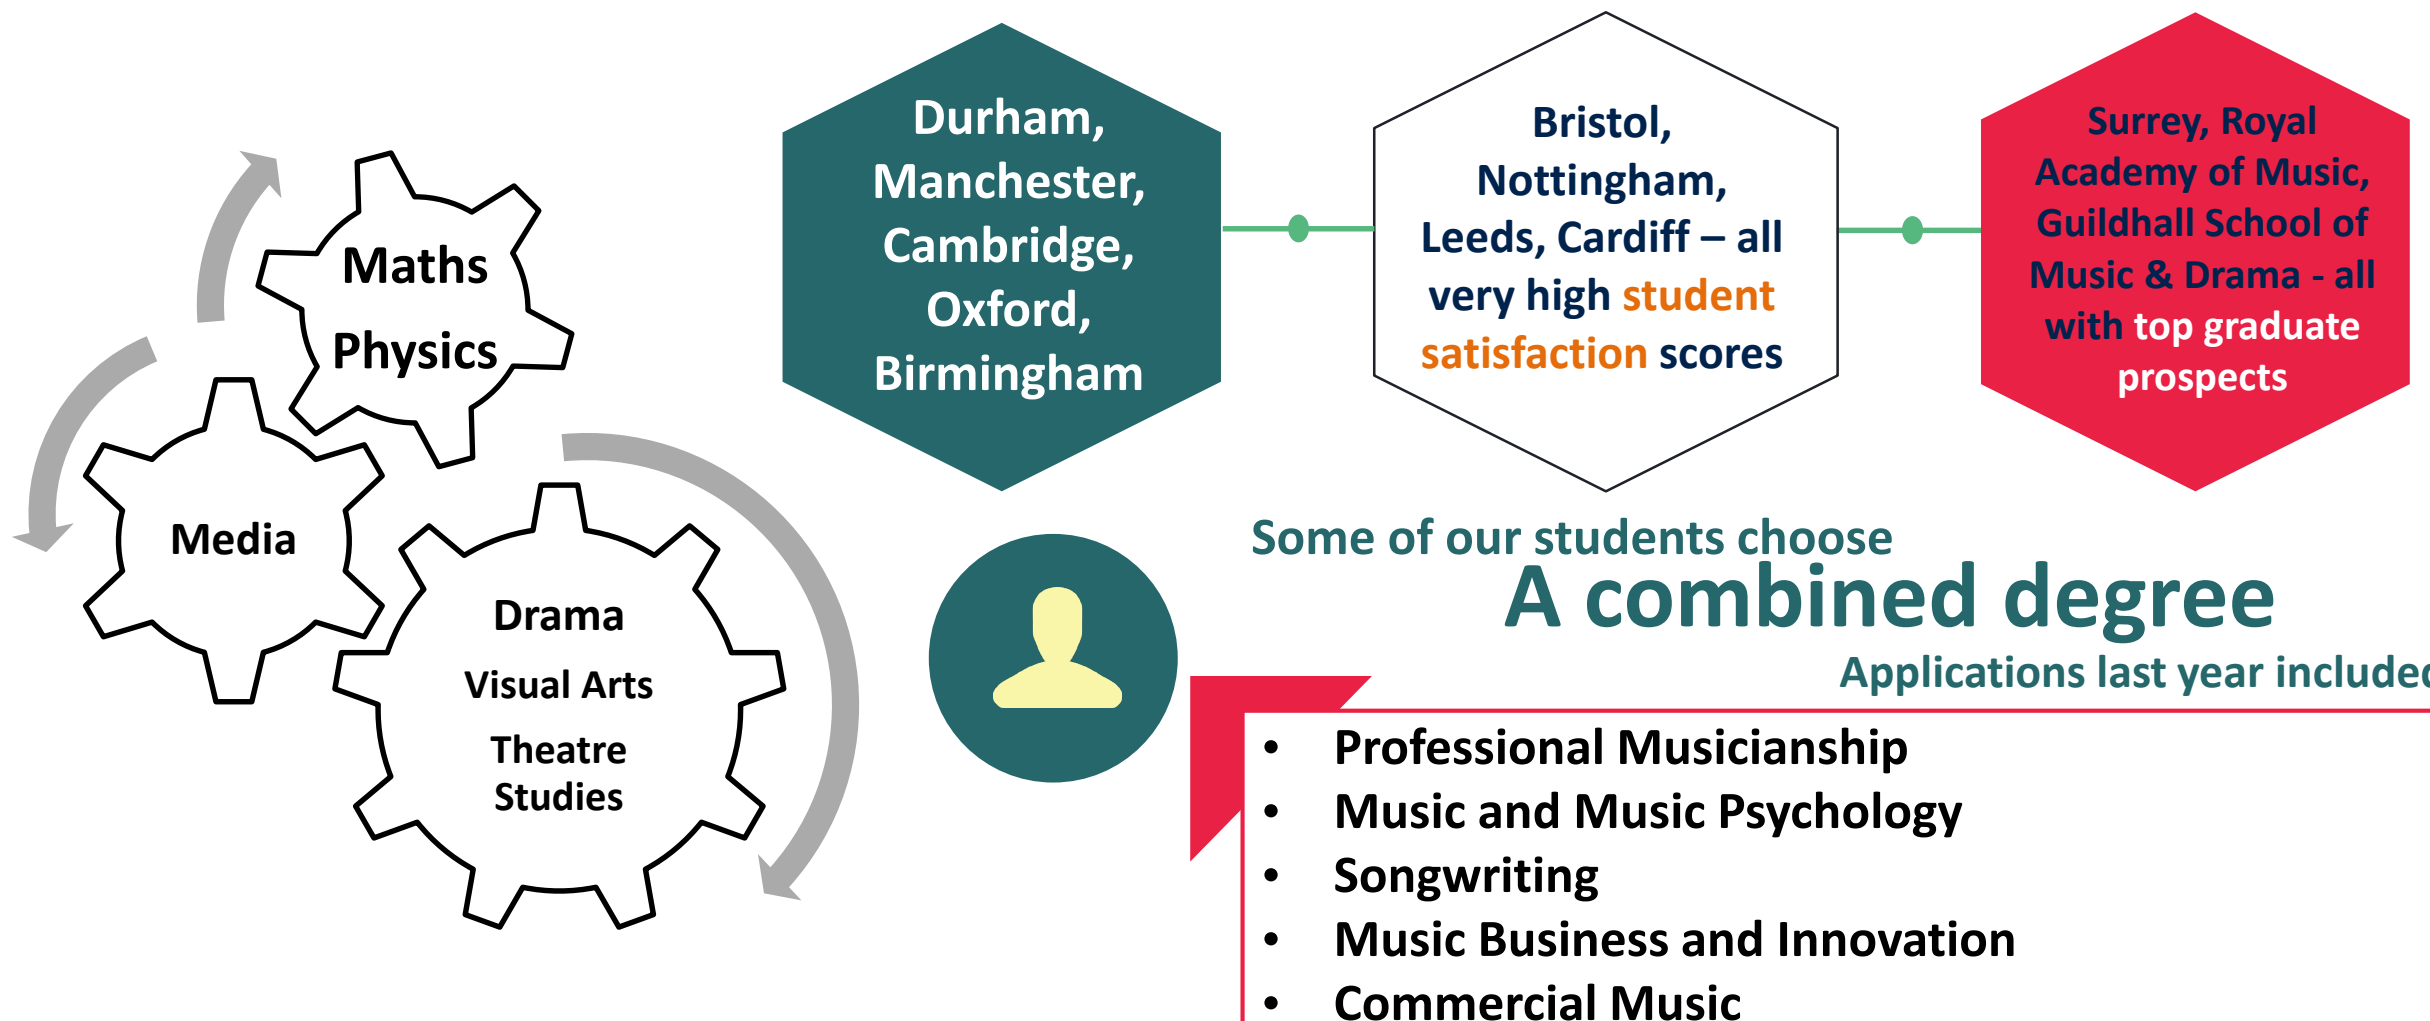 Maths
Physics
Media
Drama
Visual Arts
Theatre
Studies
Durham,
Manchester,
Cambridge,
Oxford,
Birmingham
Bristol,
Nottingham,
Leeds, Cardiff – all
very high student
satisfaction scores
Surrey, Royal
Academy of Music,
Guildhall School of
Music & Drama - all
with top graduate
prospects
Some of our students choose
A combined degree
Applications last year included
• Professional Musicianship
• Music and Music Psychology
• Songwriting
• Music Business and Innovation
• Commercial Music